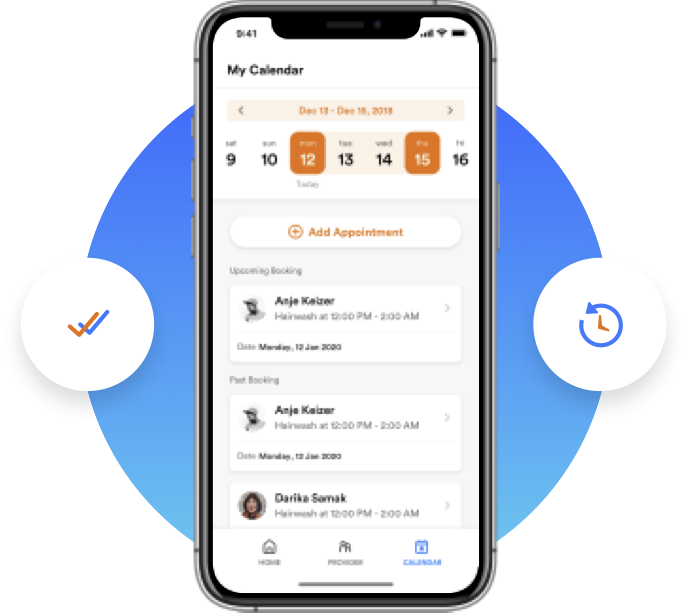 9:41
My Calendar
Dec 13 - Dec 15, 2018
sat sun mon tue wed thu fri
9 10 12 13 14 15 16
Today
Add Appointment
Upcoming Booking
Anje Keizer
Hairwash at 12:00 PM - 2:00 AM
Date Monday, 12 Jan 2020
Past Booking
Anje Keizer
Hairwash at 12:00 PM - 2:00 AM
Date Monday, 12 Jan 2020
Darika Samak
Hairwash at 12:00 PM - 2:00 AM
HOME PROVIDER CALENDAR